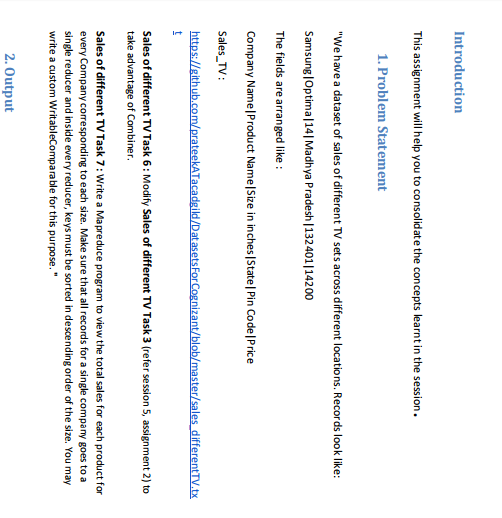 Introduction
This assignment will help you to consolidate the concepts learnt in the session.
1. Problem Statement
"We have a dataset of sales of different TV sets across different locations. Records look like:
Samsung|Optima|14|Madhya Pradesh|132401|14200
The fields are arranged like:
Company Name|Product Name|Size in inches|State|Pin Code|Price
Sales_TV:
https://github.com/prateekATacadgild/DatasetsForCognizant/blob/master/sales_differentTV.tx
t
Sales of different TV Task 6: Modify Sales of different TV Task 3 (refer session 5, assignment 2) to
take advantage of Combiner.
Sales of different TV Task 7: Write a Mapreduce program to view the total sales for each product for
every Company corresponding to each size. Make sure that all records for a single company goes to a
single reducer and inside every reducer, keys must be sorted in descending order of the size. You may
write a custom WritableComparable for this purpose."
2. Output